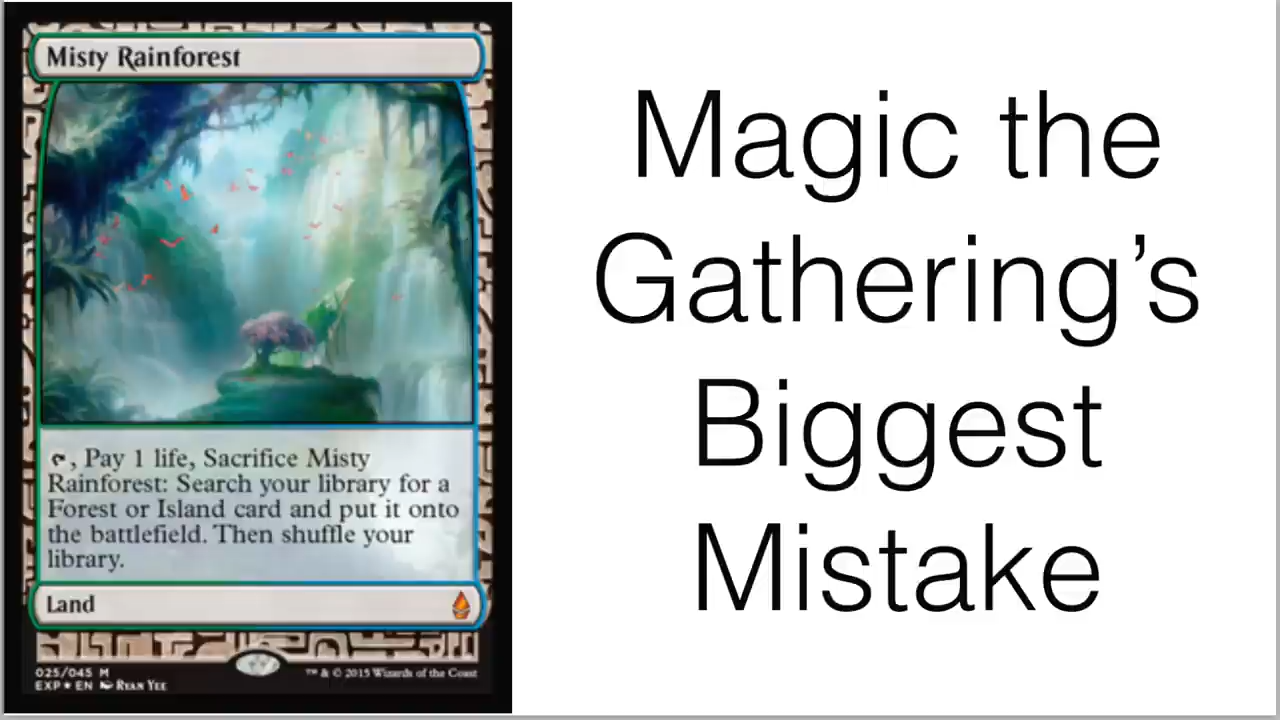 Misty Rainforest
, Pay 1 life, Sacrifice Misty
Rainforest: Search your library for a
Forest or Island card and put it onto
the battlefield. Then shuffle your
library.
Land
025/045 M
EXP ★ EN Ryan Yee
™ & © 2015 Wizards of the Coast
Magic the
Gathering’s
Biggest
Mistake